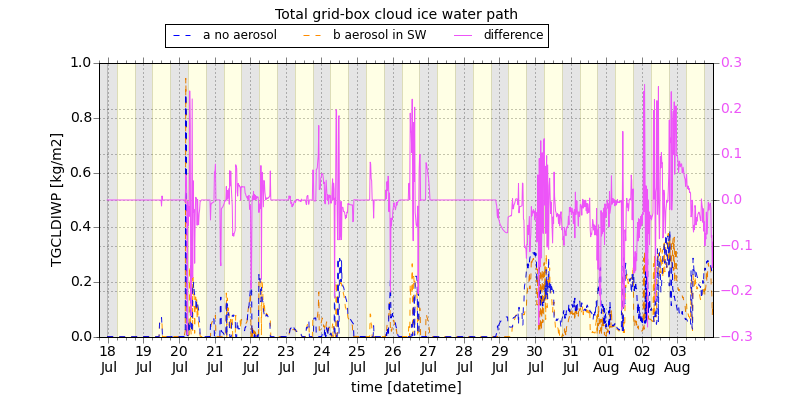 Total grid-box cloud ice water path
a no aerosol b aerosol in SW difference
1.0 0.3
0.8 0.2
0.6 0.1
0.4 0.0
0.2 −0.1
0.0 −0.2
−0.3
TGCLDIWP [kg/m2]
18 19 20 21 22 23 24 25 26 27 28 29 30 31 01 02 03
Jul Jul Jul Jul Jul Jul Jul Jul Jul Jul Jul Jul Jul Jul Aug Aug Aug
time [datetime]